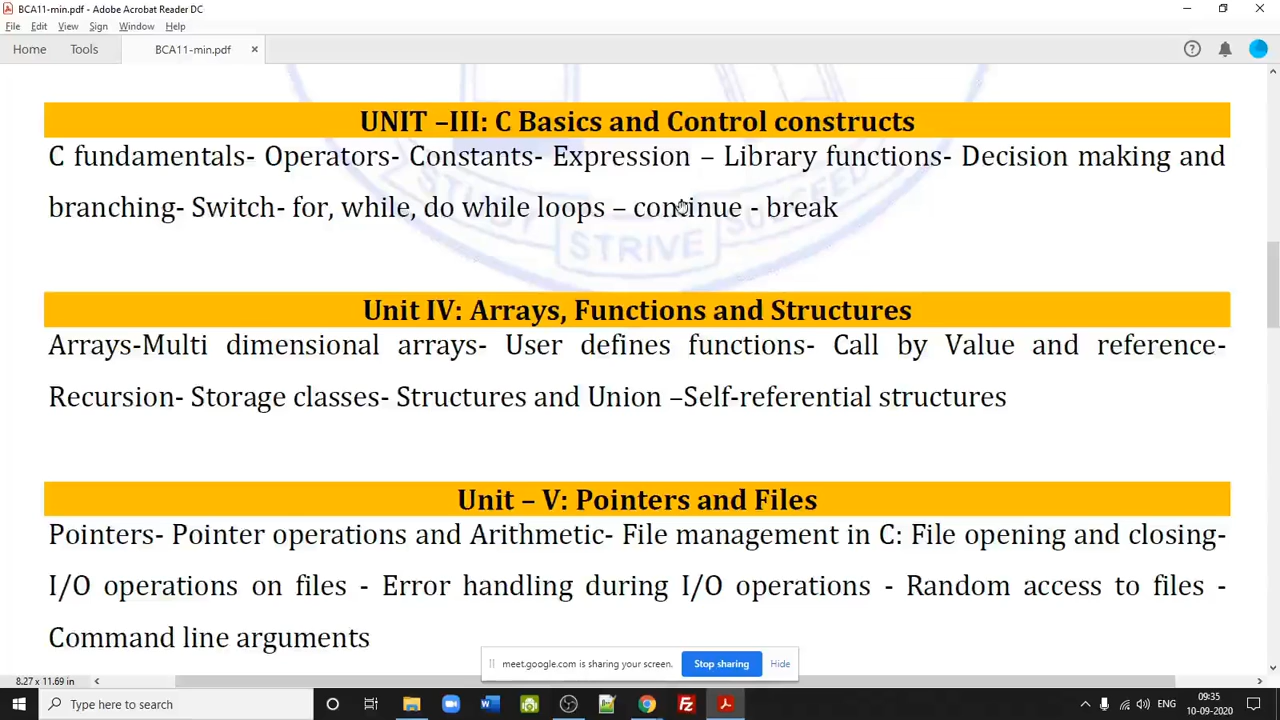 BCA11-min.pdf - Adobe Acrobat Reader DC
File Edit View Sign Window Help
Home Tools BCA11-min.pdf ×
UNIT –III: C Basics and Control constructs
C fundamentals- Operators- Constants- Expression – Library functions- Decision making and
branching- Switch- for, while, do while loops – continue - break
STUDY STRIVE SUCCEED
Unit IV: Arrays, Functions and Structures
Arrays-Multi dimensional arrays- User defines functions- Call by Value and reference-
Recursion- Storage classes- Structures and Union –Self-referential structures
Unit – V: Pointers and Files
Pointers- Pointer operations and Arithmetic- File management in C: File opening and closing-
I/O operations on files - Error handling during I/O operations - Random access to files -
Command line arguments
meet.google.com is sharing your screen. Stop sharing Hide
8.27 x 11.69 in
Type here to search
ENG
09:35
10-09-2020